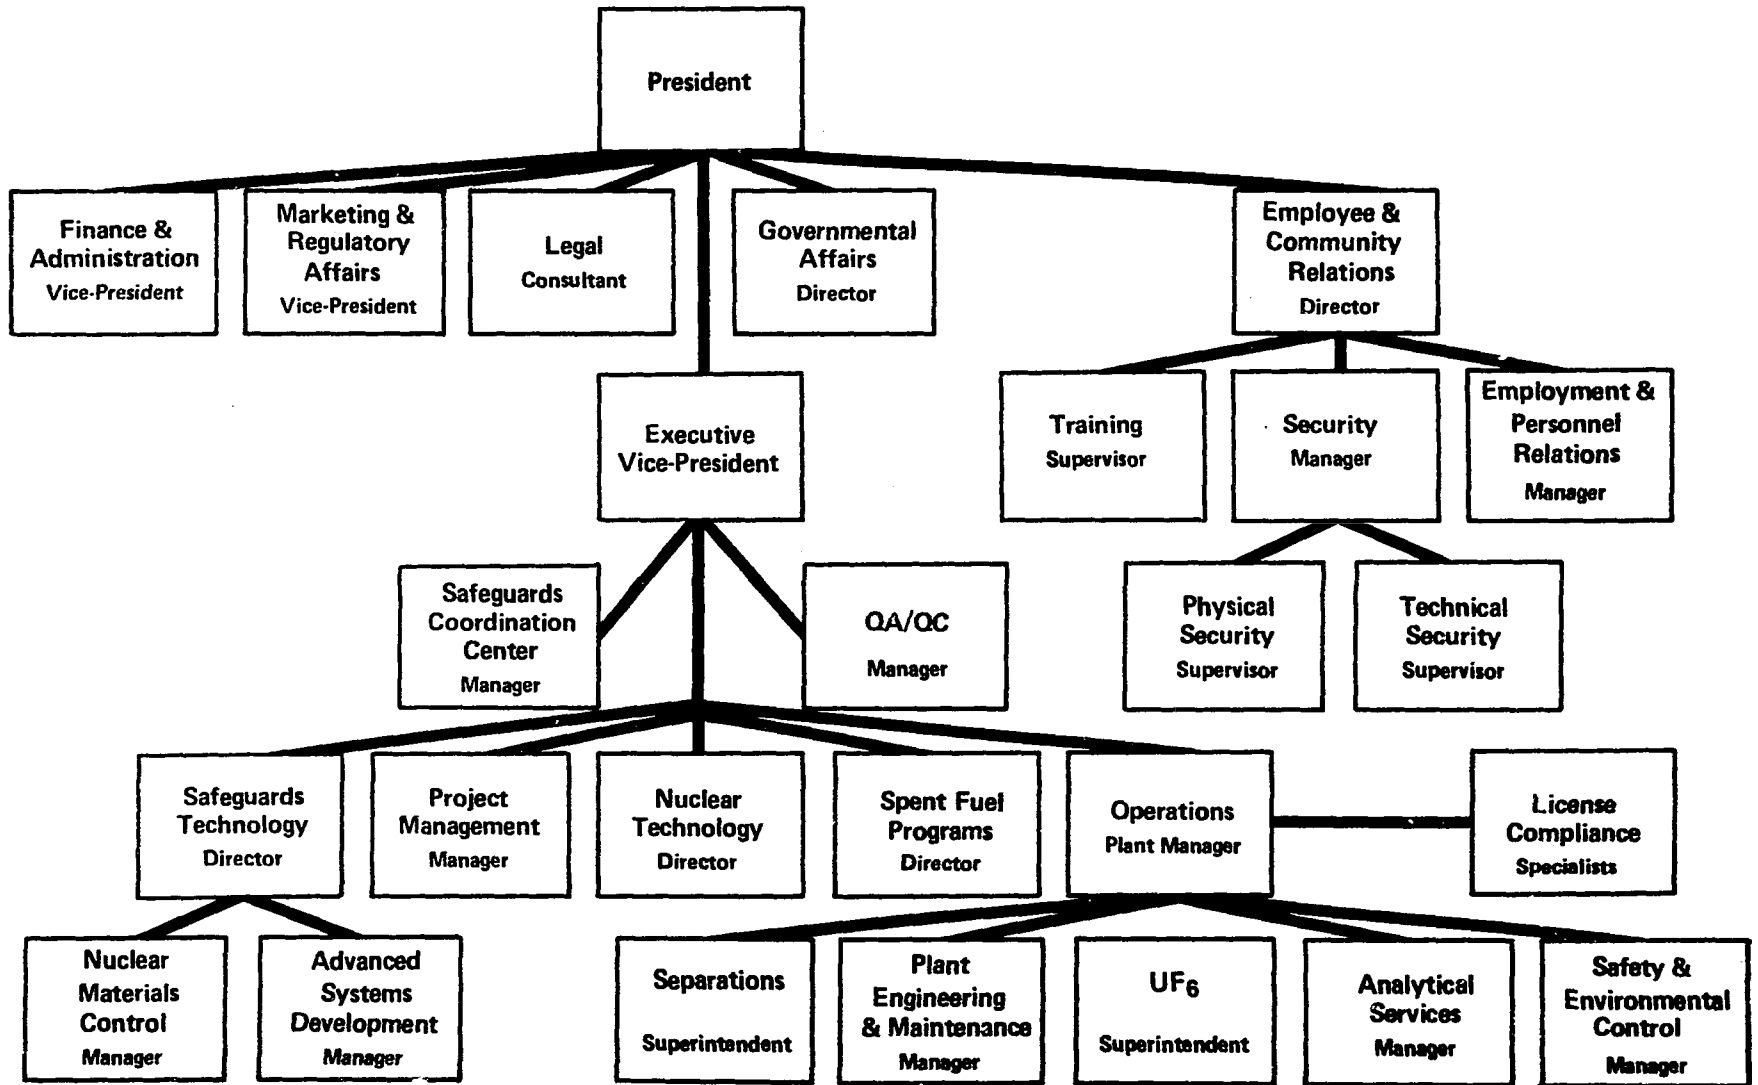 President
Finance &
Administration
Vice-President
Marketing &
Regulatory
Affairs
Vice-President
Legal
Consultant
Governmental
Affairs
Director
Employee &
Community
Relations
Director
Executive
Vice-President
Training
Supervisor
Security
Manager
Employment &
Personnel
Relations
Manager
Safeguards
Coordination
Center
Manager
QA/QC
Manager
Physical
Security
Supervisor
Technical
Security
Supervisor
Safeguards
Technology
Director
Project
Management
Manager
Nuclear
Technology
Director
Spent Fuel
Programs
Director
Operations
Plant Manager
License
Compliance
Specialists
Nuclear
Materials
Control
Manager
Advanced
Systems
Development
Manager
Separations
Superintendent
Plant
Engineering
& Maintenance
Manager
UF6
Superintendent
Analytical
Services
Manager
Safety &
Environmental
Control
Manager